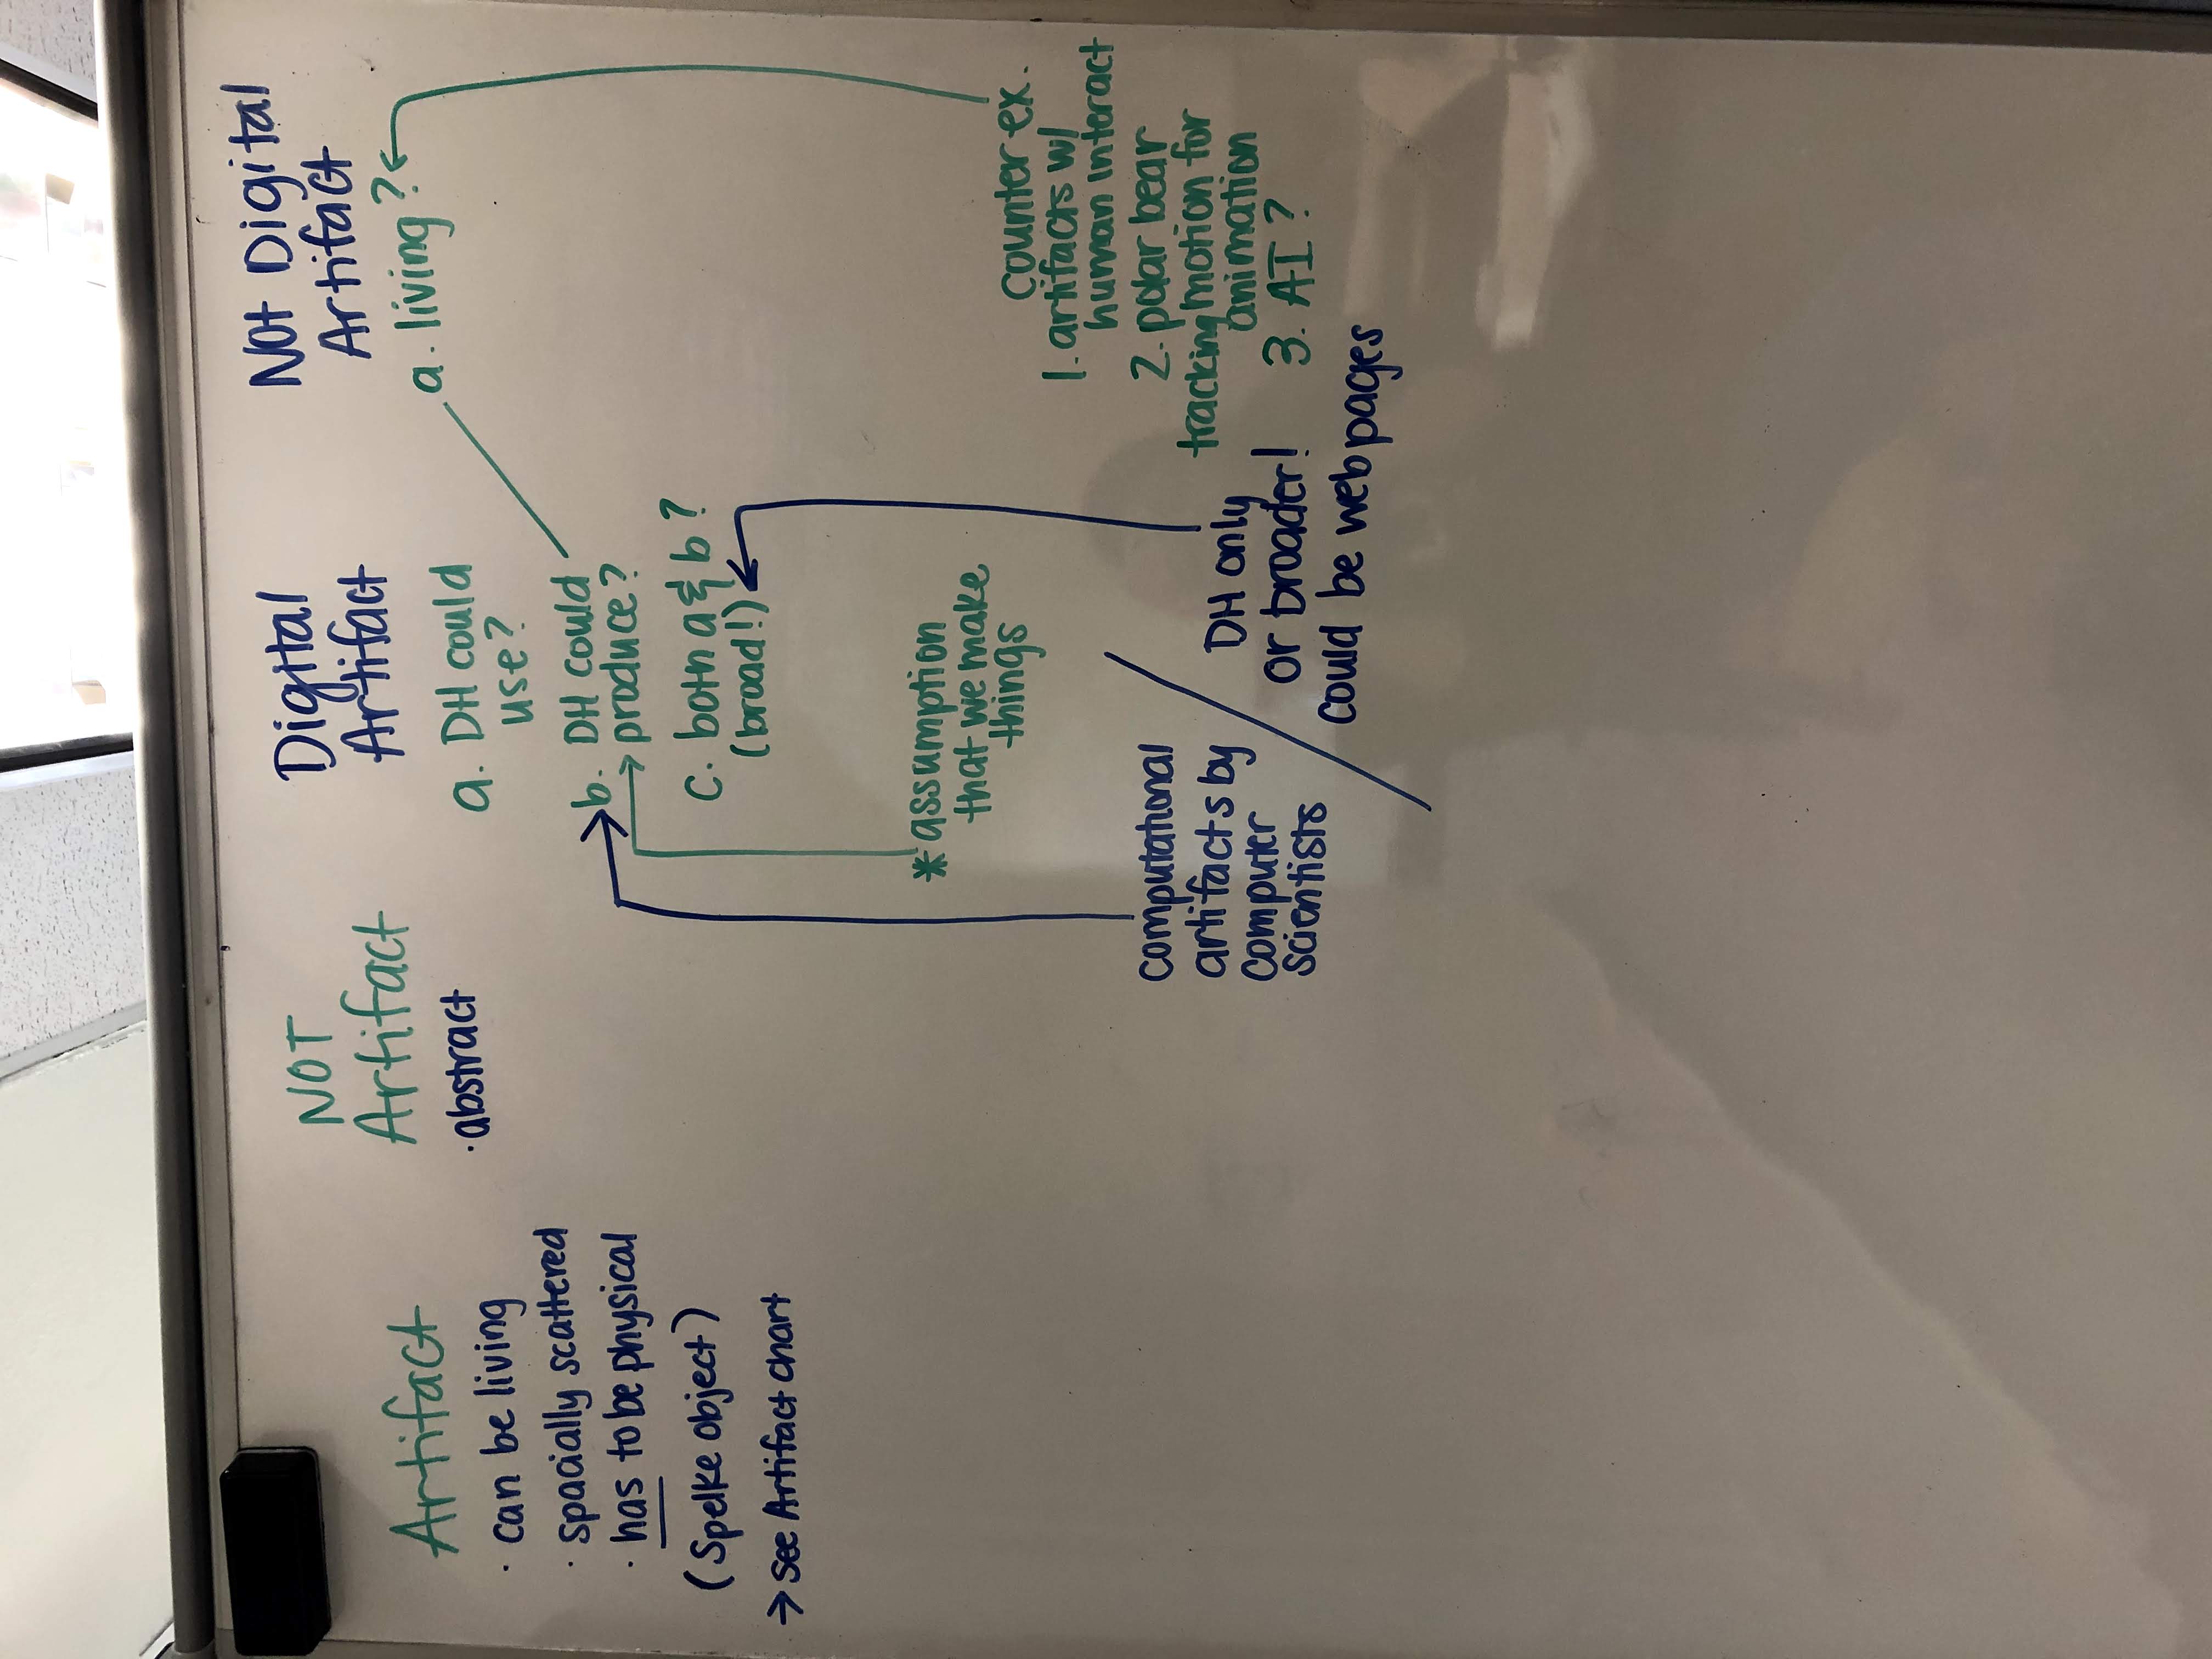 Artifact
· can be living
· spacially scattered
· has to be physical
(Spelke object)
→ see Artifact chart
NOT
Artifact
· abstract
Digital
Artifact
a. DH could
use?
b. DH could
produce?
c. both a & b?
(broad!)
* assumption
that we make
things
computational
artifacts by
computer
scientists
DH only
or broader!
could be webpages
Not Digital
Artifact
a. living?
counter ex.
1. artifacts w/
human interact
2. polar bear
tracking motion for
animation
3. AI?